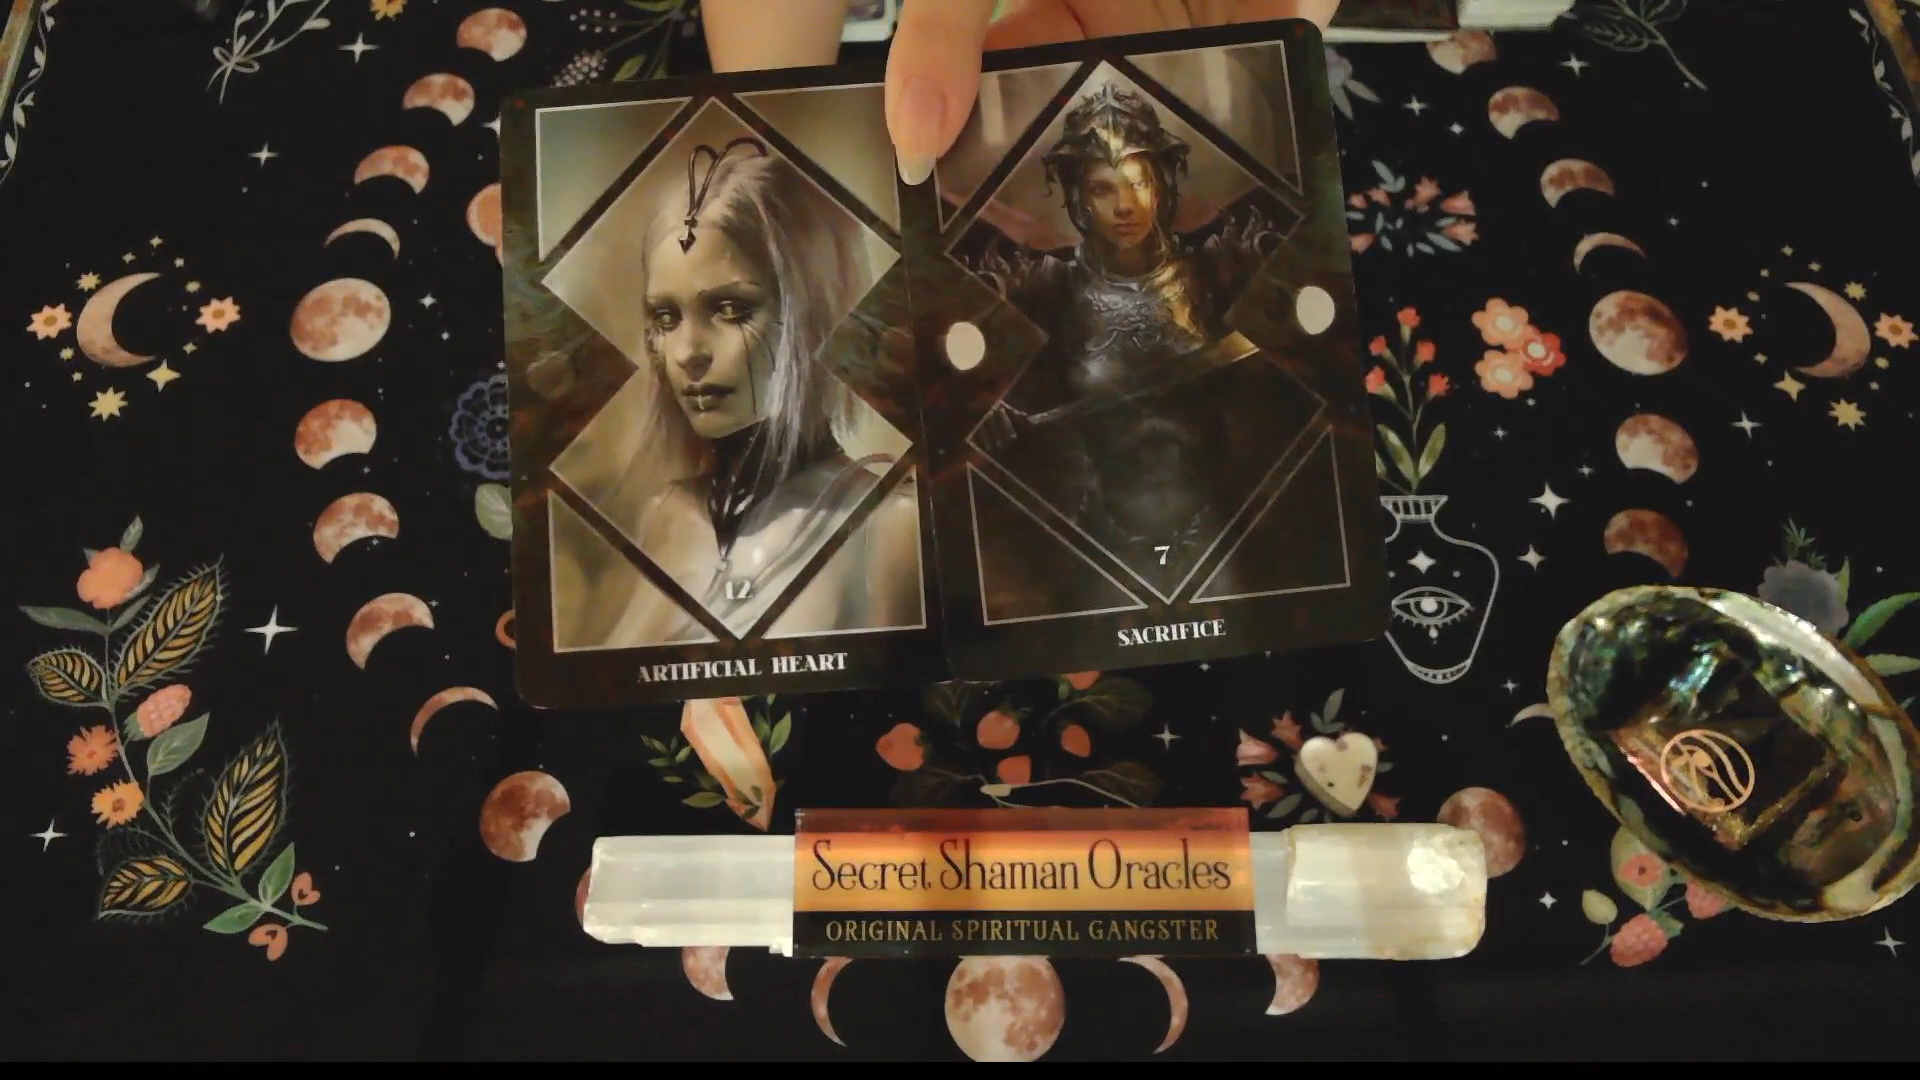 12
ARTIFICIAL HEART
7
SACRIFICE
Secret Shaman Oracles
ORIGINAL SPIRITUAL GANGSTER